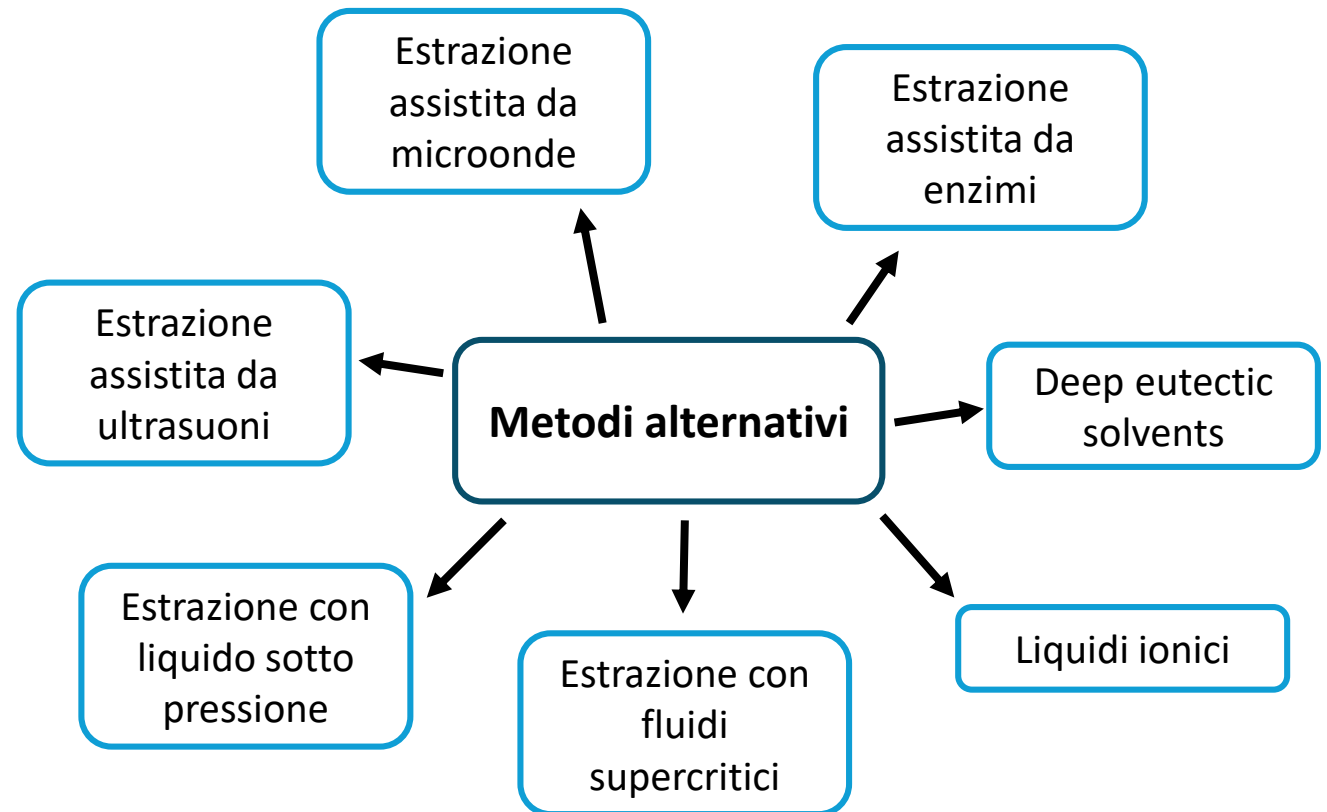 Estrazione
assistita da
microonde
Estrazione
assistita da
enzimi
Estrazione
assistita da
ultrasuoni
Metodi alternativi
Deep eutectic
solvents
Estrazione con
liquido sotto
pressione
Estrazione con
fluidi
supercritici
Liquidi ionici